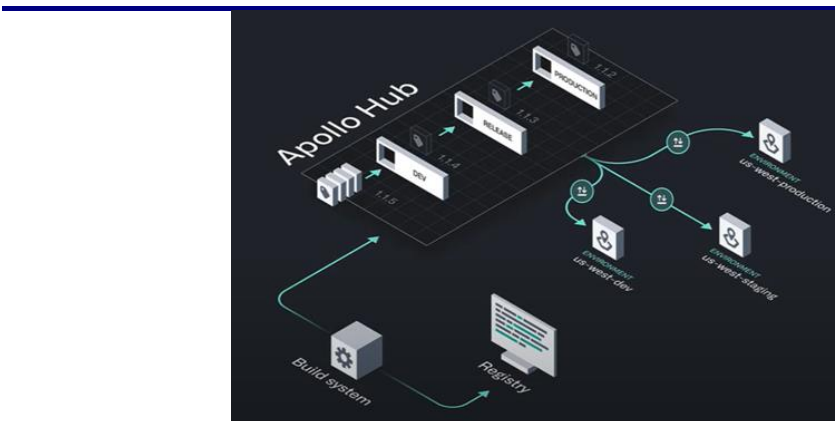 Apollo Hub
PRODUCTION
1.1.2
RELEASE
1.1.3
DEV
1.1.4
1.1.5
ENVIRONMENT
us-west-production
ENVIRONMENT
us-west-staging
ENVIRONMENT
us-west-dev
Build system
Registry